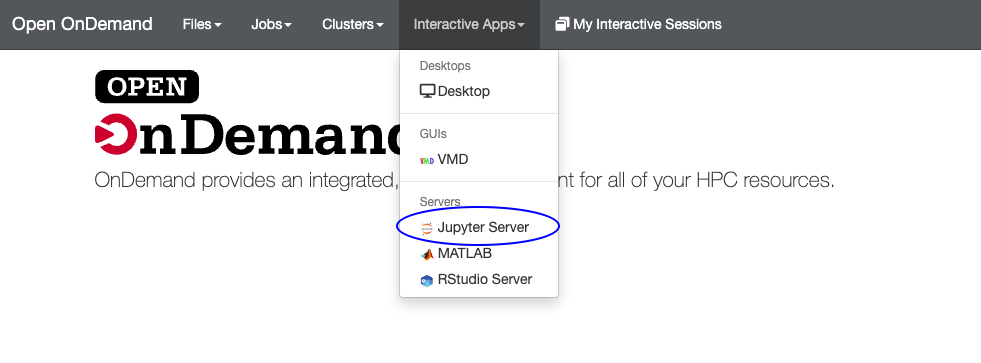 Open OnDemand Files Jobs Clusters Interactive Apps My Interactive Sessions
Desktops
Desktop
GUIs
VMD VMD
Servers
Jupyter Server
MATLAB
RStudio Server
OPEN
OnDemand
OnDemand provides an integrated, nt for all of your HPC resources.